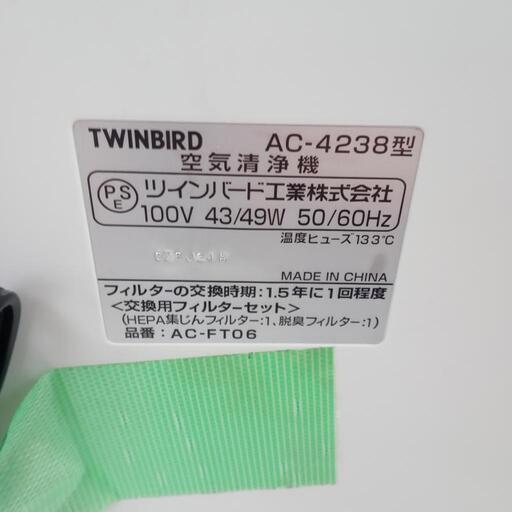 TWINBIRD AC-4238型
空気清浄機
PSE ツインバード工業株式会社
100V 43/49W 50/60Hz
温度ヒューズ133℃
MADE IN CHINA
フィルターの交換時期:1.5年に1回程度
<交換用フィルターセット>
(HEPA集じんフィルター:1、脱臭フィルター:1)
品番:AC-FT06